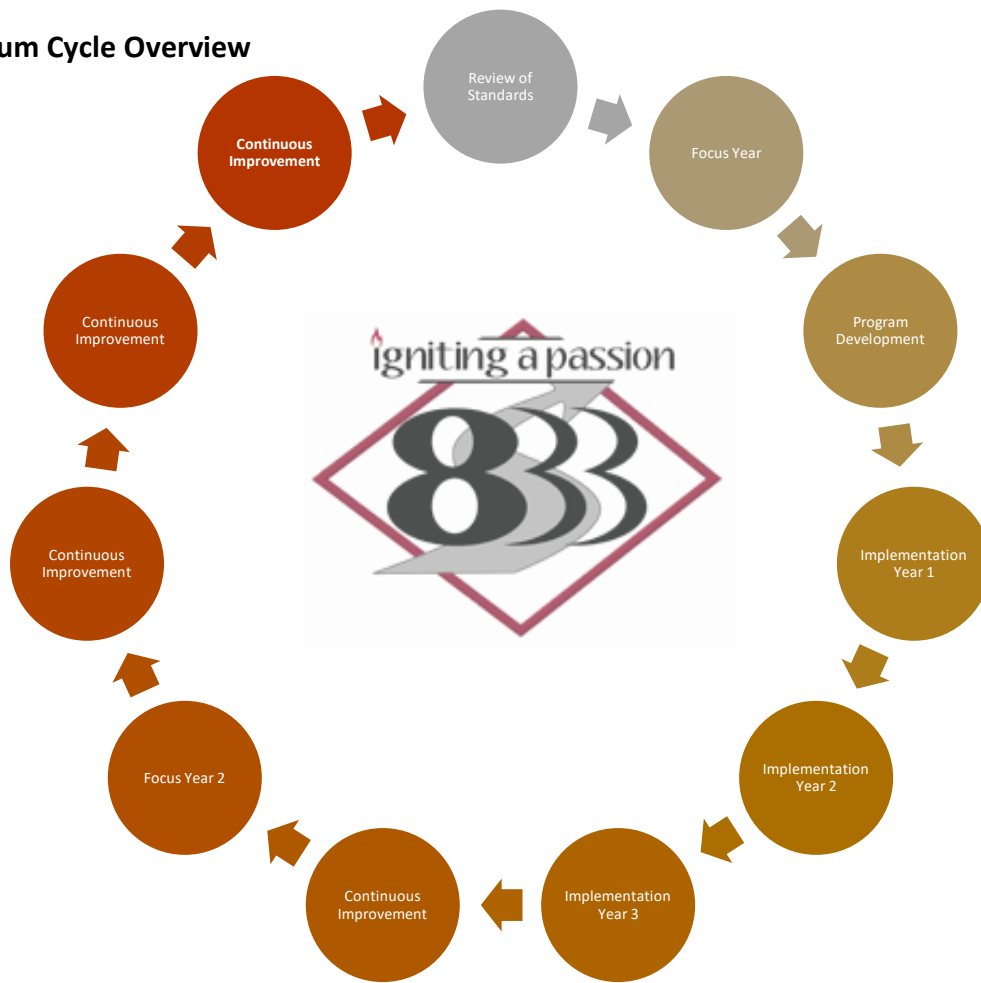 um Cycle Overview
Review of
Standards
Focus Year
Program
Development
Implementation
Year 1
Implementation
Year 2
Implementation
Year 3
Continuous
Improvement
Focus Year 2
Continuous
Improvement
Continuous
Improvement
Continuous
Improvement
igniting a passion
833